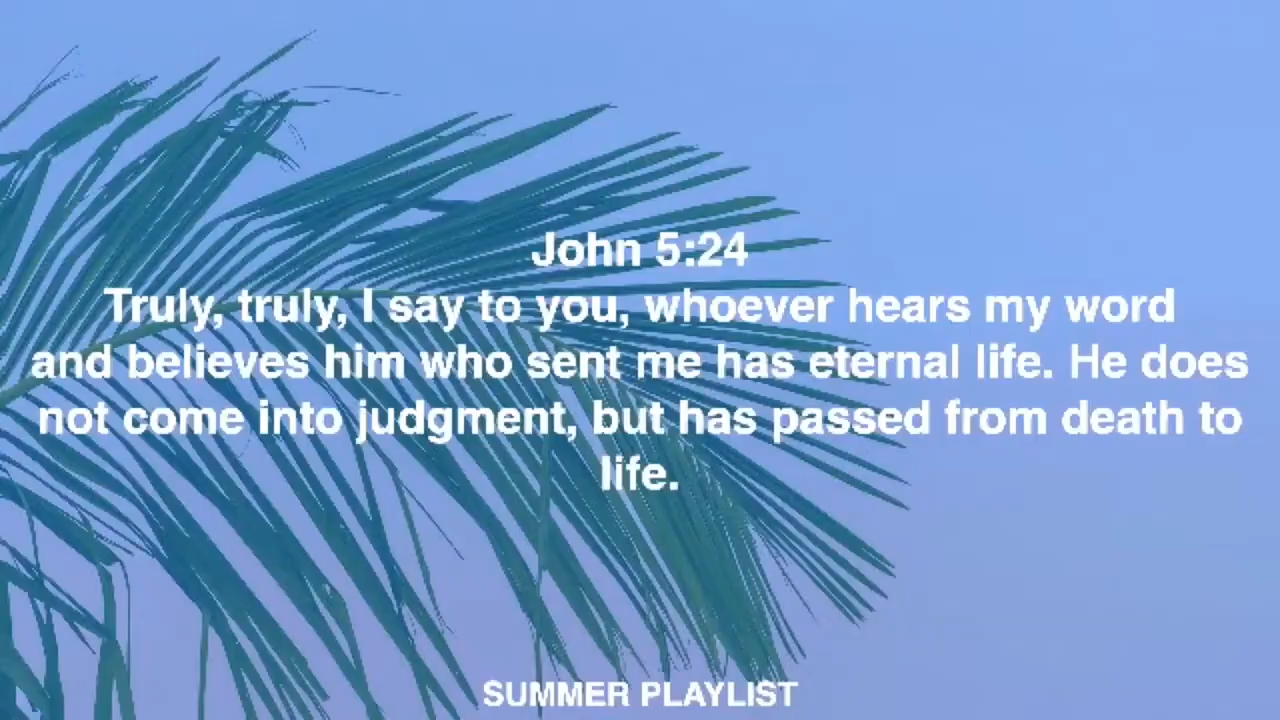 John 5:24
Truly, truly, I say to you, whoever hears my word
and believes him who sent me has eternal life. He does
not come into judgment, but has passed from death to
life.
SUMMER PLAYLIST